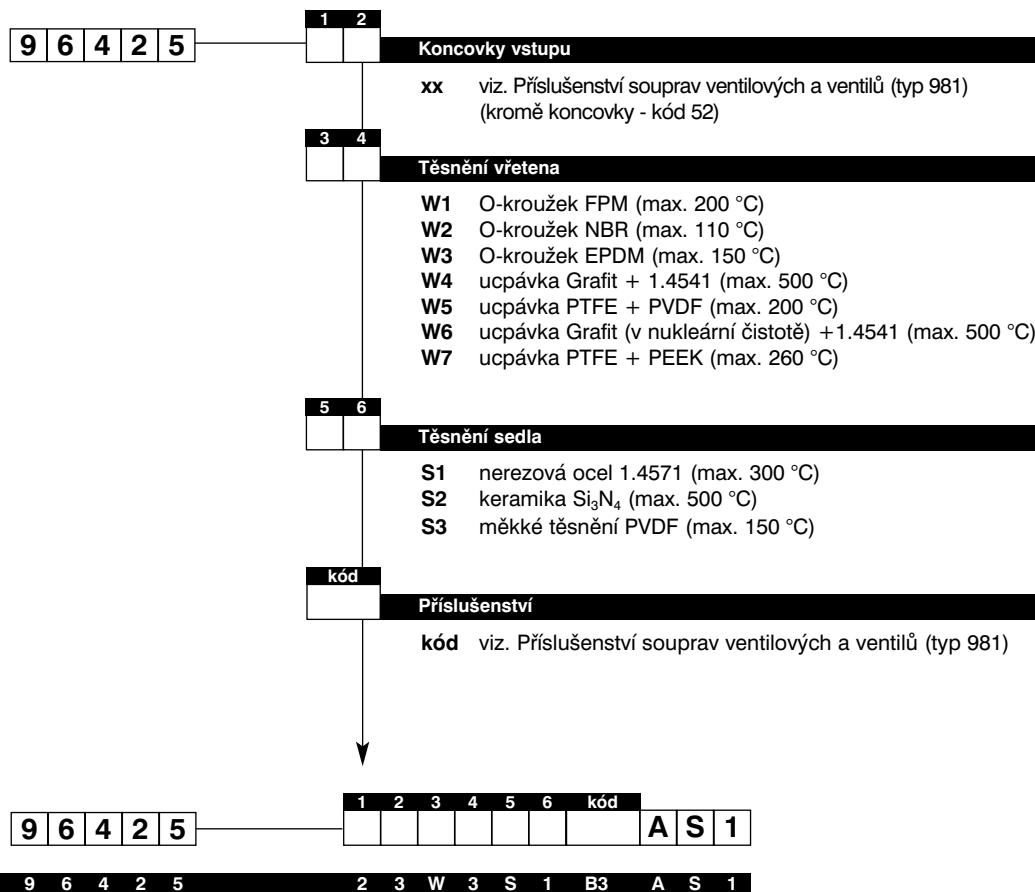 1 2
9 6 4 2 5
Koncovky vstupu
xx viz. Příslušenství souprav ventilových a ventilů (typ 981)
(kromě koncovky - kód 52)
3 4
Těsnění vřetena
W1 O-kroužek FPM (max. 200 °C)
W2 O-kroužek NBR (max. 110 °C)
W3 O-kroužek EPDM (max. 150 °C)
W4 ucpávka Grafit + 1.4541 (max. 500 °C)
W5 ucpávka PTFE + PVDF (max. 200 °C)
W6 ucpávka Grafit (v nukleární čistotě) +1.4541 (max. 500 °C)
W7 ucpávka PTFE + PEEK (max. 260 °C)
5 6
Těsnění sedla
S1 nerezová ocel 1.4571 (max. 300 °C)
S2 keramika Si₃N₄ (max. 500 °C)
S3 měkké těsnění PVDF (max. 150 °C)
kód
Příslušenství
kód viz. Příslušenství souprav ventilových a ventilů (typ 981)
1 2 3 4 5 6 kód
9 6 4 2 5 A S 1
9 6 4 2 5 2 3 W 3 S 1 B3 A S 1